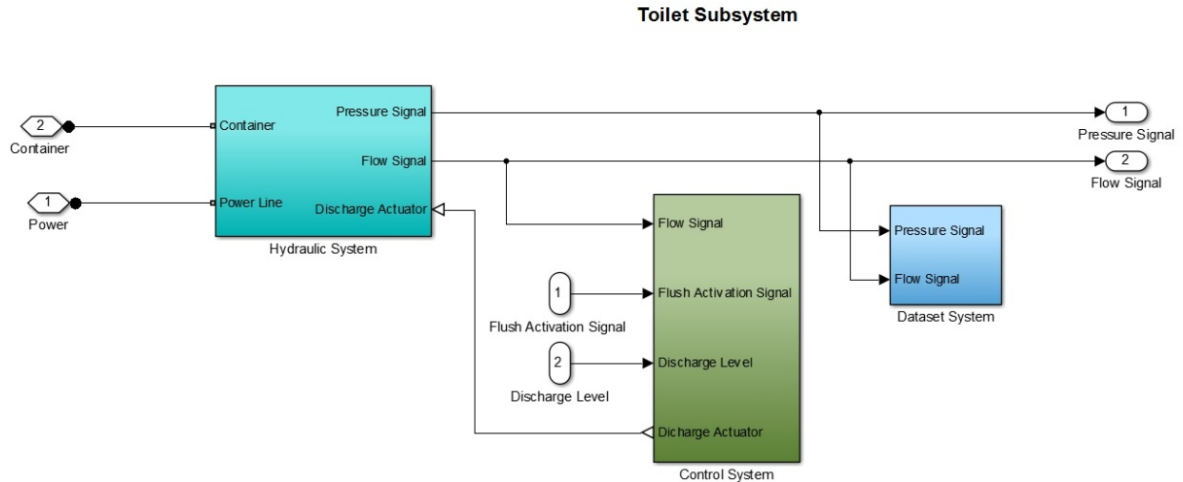 Toilet Subsystem
2
Container
1
Power
Container
Power Line
Pressure Signal
Flow Signal
Discharge Actuator
Hydraulic System
1
Flush Activation Signal
2
Discharge Level
Flow Signal
Flush Activation Signal
Discharge Level
Dicharge Actuator
Control System
Pressure Signal
Flow Signal
Dataset System
1
Pressure Signal
2
Flow Signal